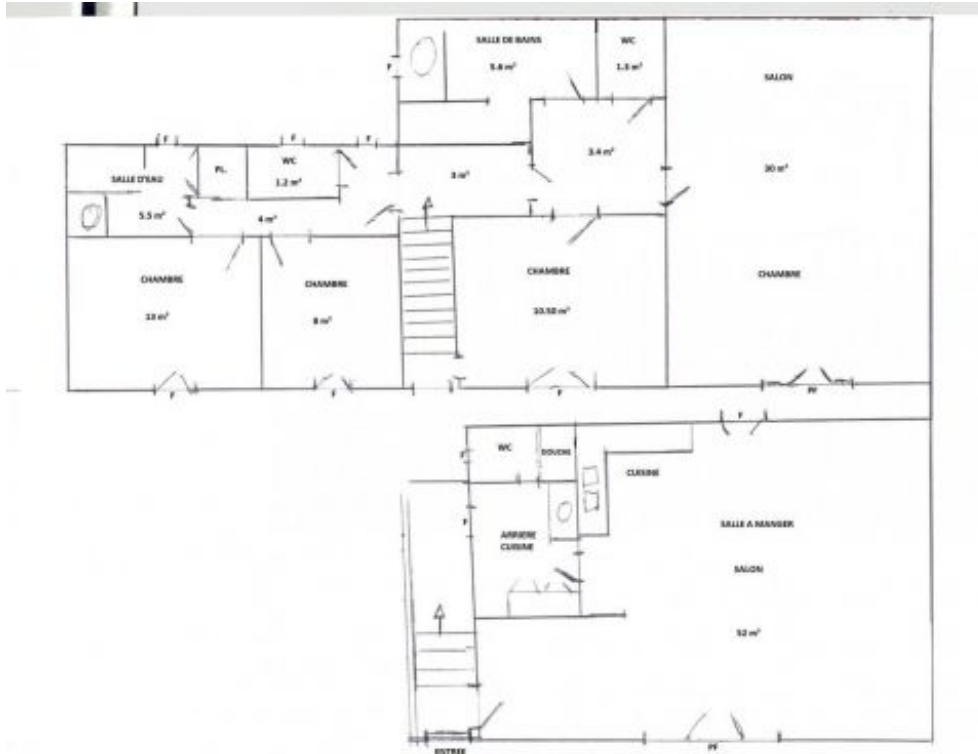 SALLE DE BAINS
5.6 m²
WC
1.3 m²
SALON
30 m²
CHAMBRE
F
F
F
F
SALLE D'EAU
5.5 m²
PL.
WC
1.2 m²
4 m²
3 m²
3.4 m²
CHAMBRE
13 m²
CHAMBRE
8 m²
CHAMBRE
10.50 m²
F
F
F
PF
F
WC
DOUCHE
F
CUISINE
F
ARRIERE
CUISINE
SALLE A MANGER
SALON
52 m²
ENTREE
PF